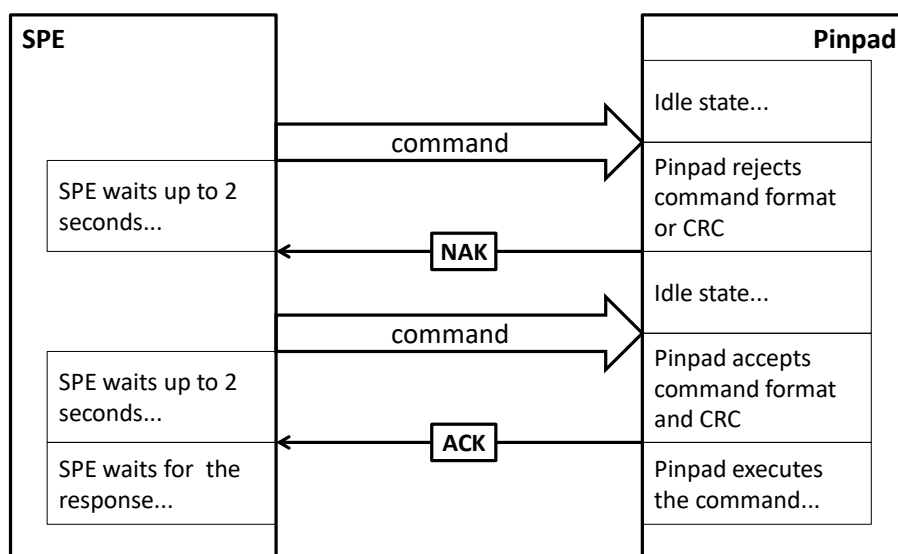 SPE
Pinpad
Idle state...
command
Pinpad rejects
command format
or CRC
SPE waits up to 2
seconds...
NAK
Idle state...
command
Pinpad accepts
command format
and CRC
SPE waits up to 2
seconds...
ACK
SPE waits for the
response...
Pinpad executes
the command...